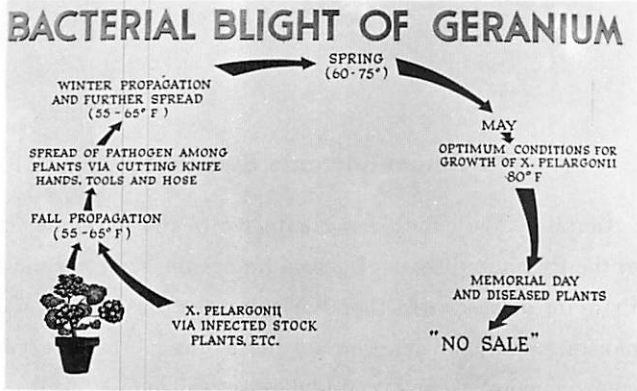 BACTERIAL BLIGHT OF GERANIUM
SPRING
(60-75°)
WINTER PROPAGATION
AND FURTHER SPREAD
(55-65° F)
MAY
SPREAD OF PATHOGEN AMONG
PLANTS VIA CUTTING KNIFE
HANDS, TOOLS AND HOSE
OPTIMUM CONDITIONS FOR
GROWTH OF X. PELARGONII
80° F
FALL PROPAGATION
(55-65° F)
X. PELARGONII
VIA INFECTED STOCK
PLANTS, ETC.
MEMORIAL DAY
AND DISEASED PLANTS
"NO SALE"